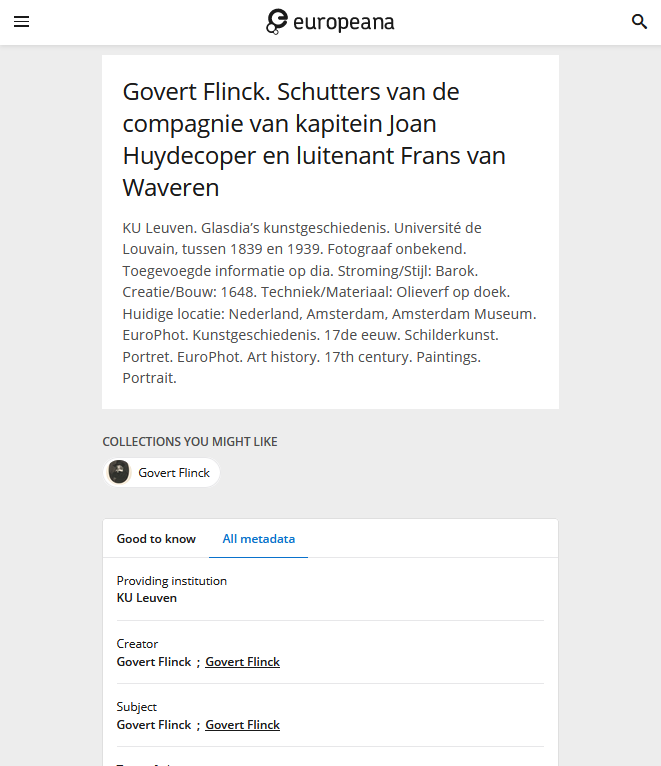 europeana
Govert Flinck. Schutters van de
compagnie van kapitein Joan
Huydecoper en luitenant Frans van
Waveren
KU Leuven. Glasdia’s kunstgeschiedenis. Université de
Louvain, tussen 1839 en 1939. Fotograaf onbekend.
Toegevoegde informatie op dia. Stroming/Stijl: Barok.
Creatie/Bouw: 1648. Techniek/Materiaal: Olieverf op doek.
Huidige locatie: Nederland, Amsterdam, Amsterdam Museum.
EuroPhot. Kunstgeschiedenis. 17de eeuw. Schilderkunst.
Portret. EuroPhot. Art history. 17th century. Paintings.
Portrait.
COLLECTIONS YOU MIGHT LIKE
Govert Flinck
Good to know All metadata
Providing institution
KU Leuven
Creator
Govert Flinck ; Govert Flinck
Subject
Govert Flinck ; Govert Flinck